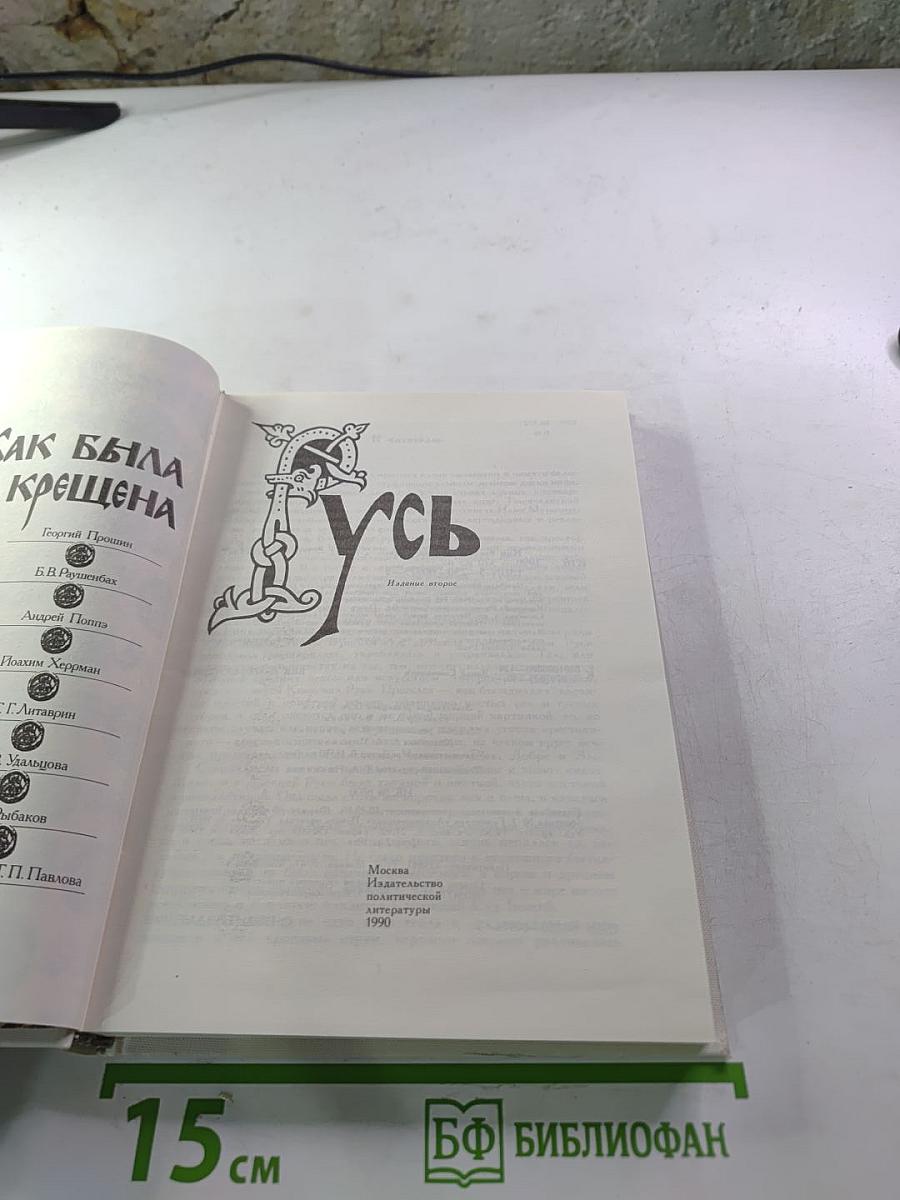 КАК БЫЛА
КРЕЩЕНА
Георгий Прошин
Б. В. Раушенбах
Андрей Поппэ
Йоахим Херрман
Г. Г. Литаврин
Удальцова
Рыбаков
Т. П. Павлова
Русь
Издание второе
Москва
Издательство
политической
литературы
1990
15 см
БФ БИБЛИОФАН